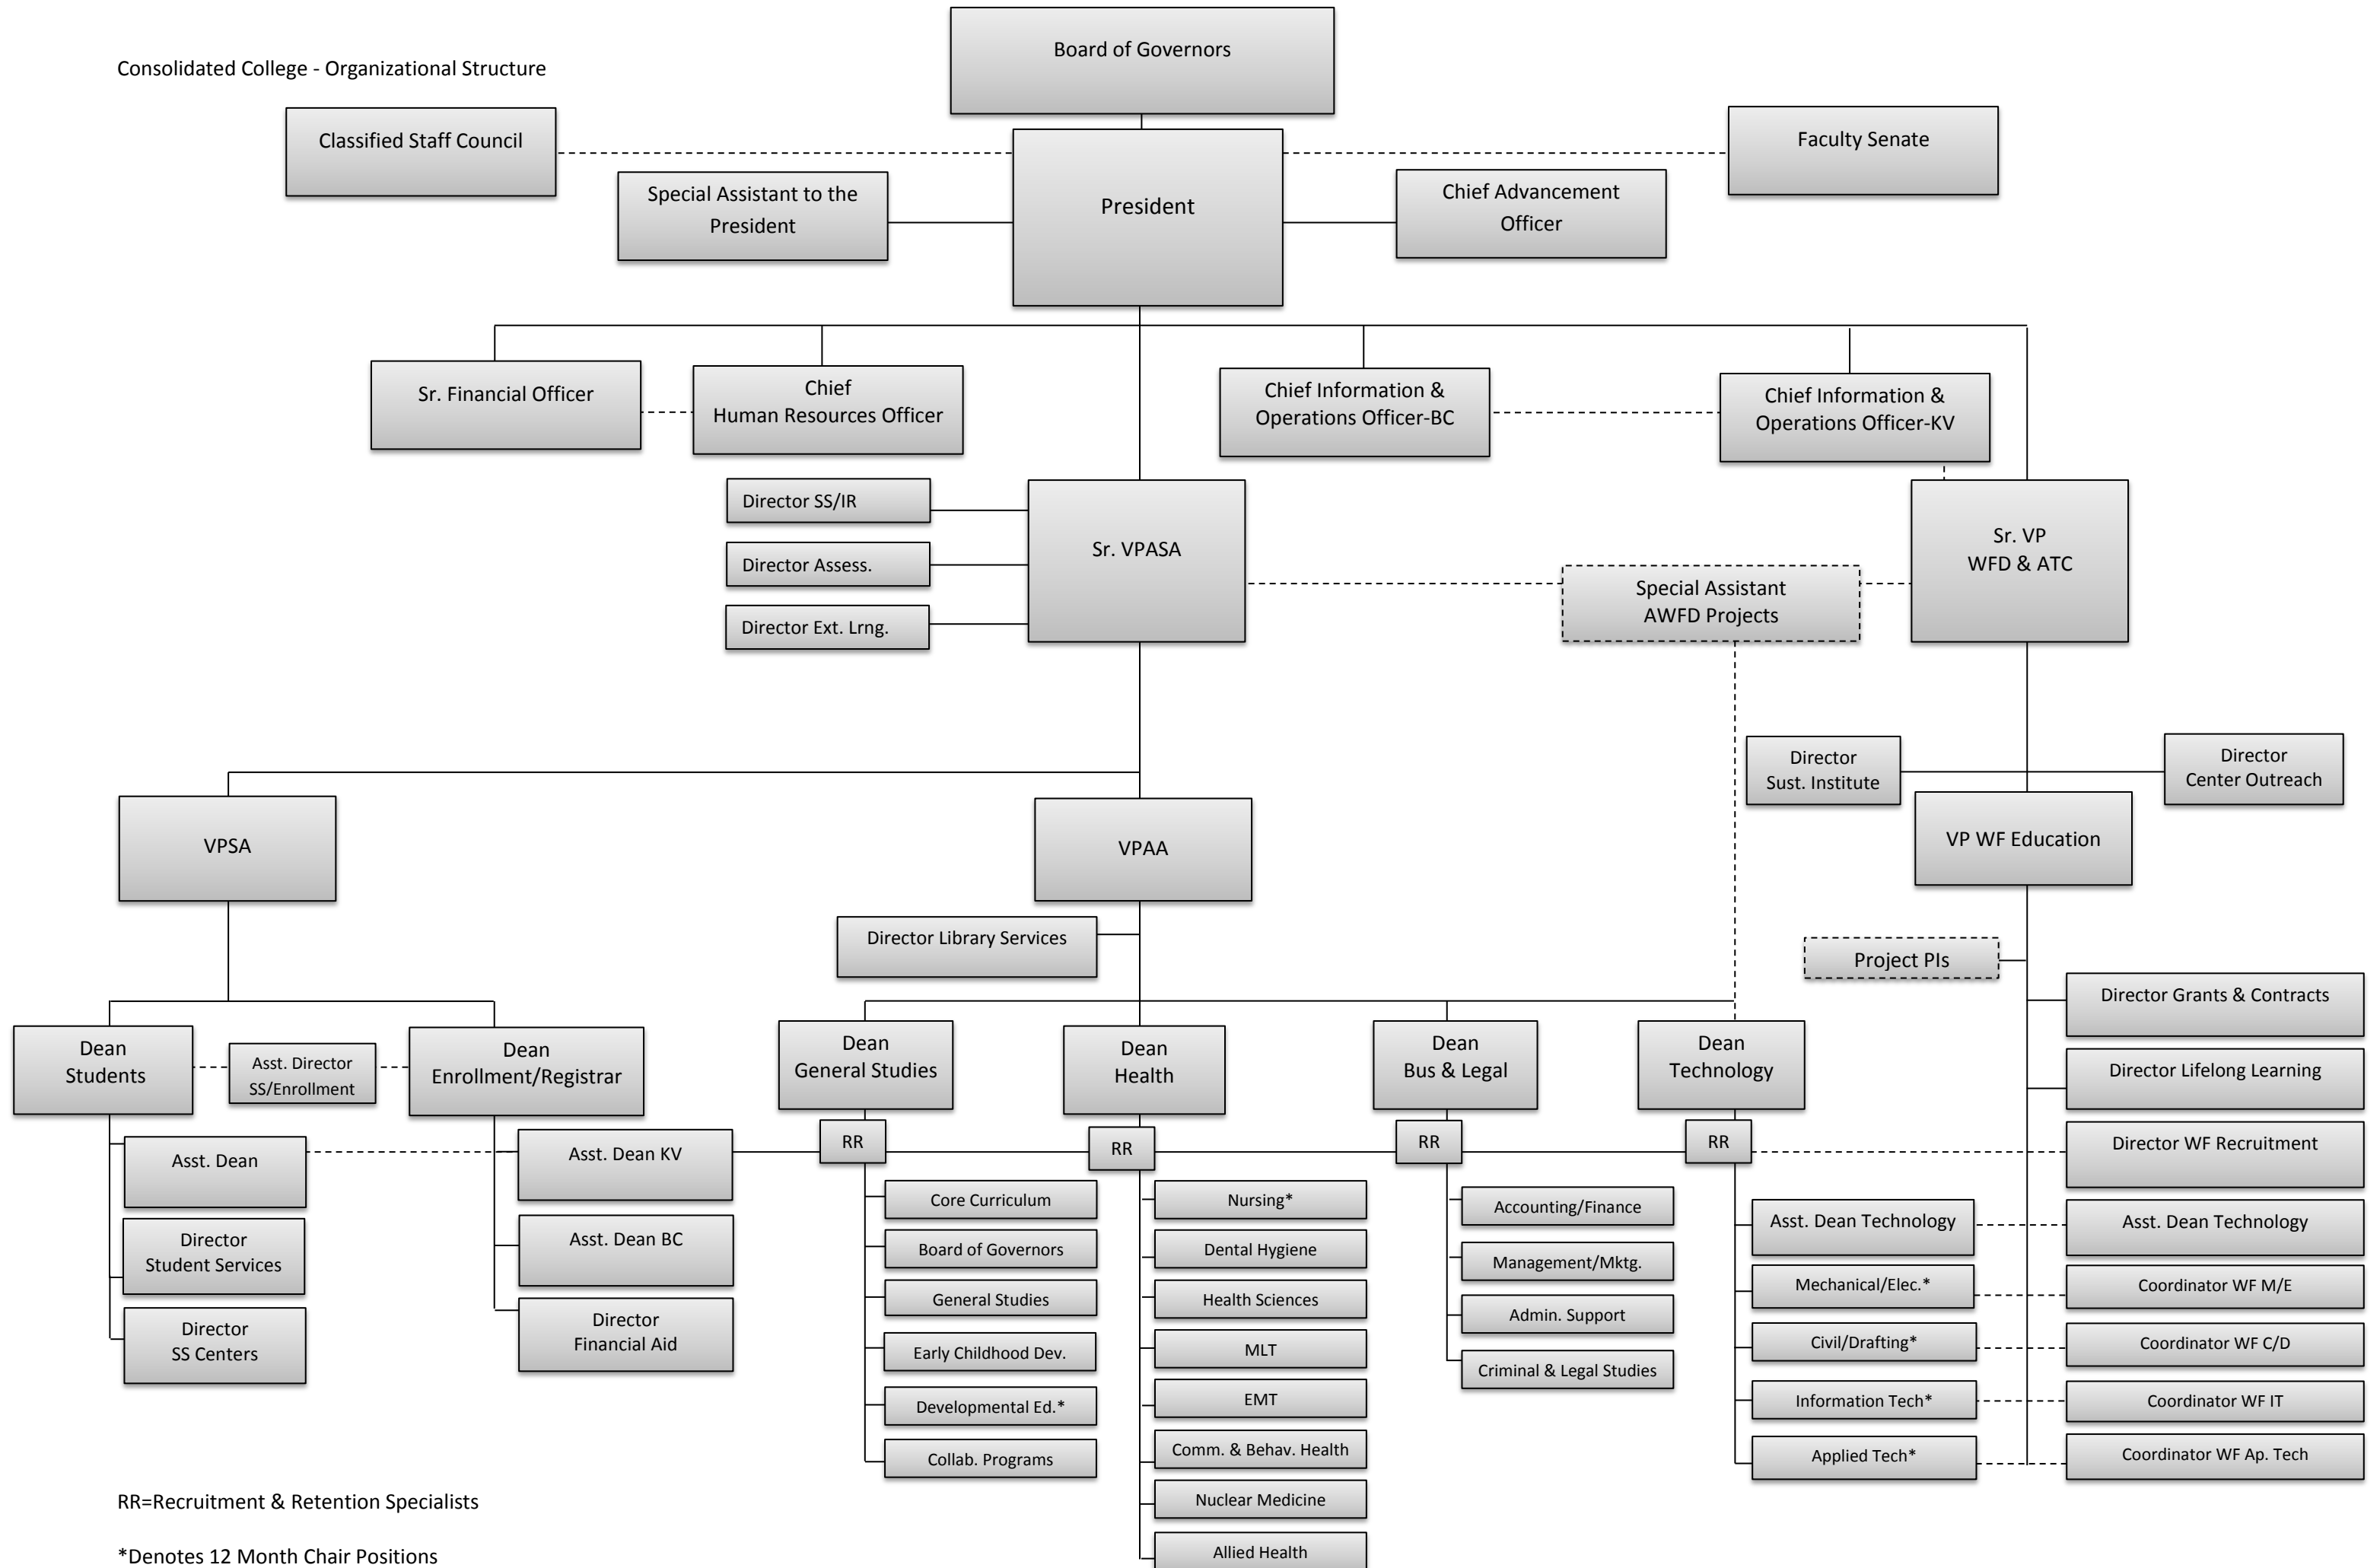 Board of Governors
Consolidated College - Organizational Structure
Classified Staff Council
Faculty Senate
Special Assistant to the
President
President
Chief Advancement
Officer
Sr. Financial Officer
Chief
Human Resources Officer
Chief Information &
Operations Officer-BC
Chief Information &
Operations Officer-KV
Director SS/IR
Director Assess.
Director Ext. Lrng.
Sr. VPASA
Special Assistant
AWFD Projects
Sr. VP
WFD & ATC
Director
Sust. Institute
Director
Center Outreach
VPSA
VPAA
VP WF Education
Director Library Services
Project PIs
Dean
Students
Asst. Director
SS/Enrollment
Dean
Enrollment/Registrar
Dean
General Studies
Dean
Health
Dean
Bus & Legal
Dean
Technology
Director Grants & Contracts
Director Lifelong Learning
Director WF Recruitment
Asst. Dean
Director
Student Services
Director
SS Centers
Asst. Dean KV
Asst. Dean BC
Director
Financial Aid
RR
RR
RR
RR
Core Curriculum
Board of Governors
General Studies
Early Childhood Dev.
Developmental Ed.*
Collab. Programs
Nursing*
Dental Hygiene
Health Sciences
MLT
EMT
Comm. & Behav. Health
Nuclear Medicine
Allied Health
Accounting/Finance
Management/Mktg.
Admin. Support
Criminal & Legal Studies
Asst. Dean Technology
Mechanical/Elec.*
Civil/Drafting*
Information Tech*
Applied Tech*
Asst. Dean Technology
Coordinator WF M/E
Coordinator WF C/D
Coordinator WF IT
Coordinator WF Ap. Tech
RR=Recruitment & Retention Specialists
*Denotes 12 Month Chair Positions